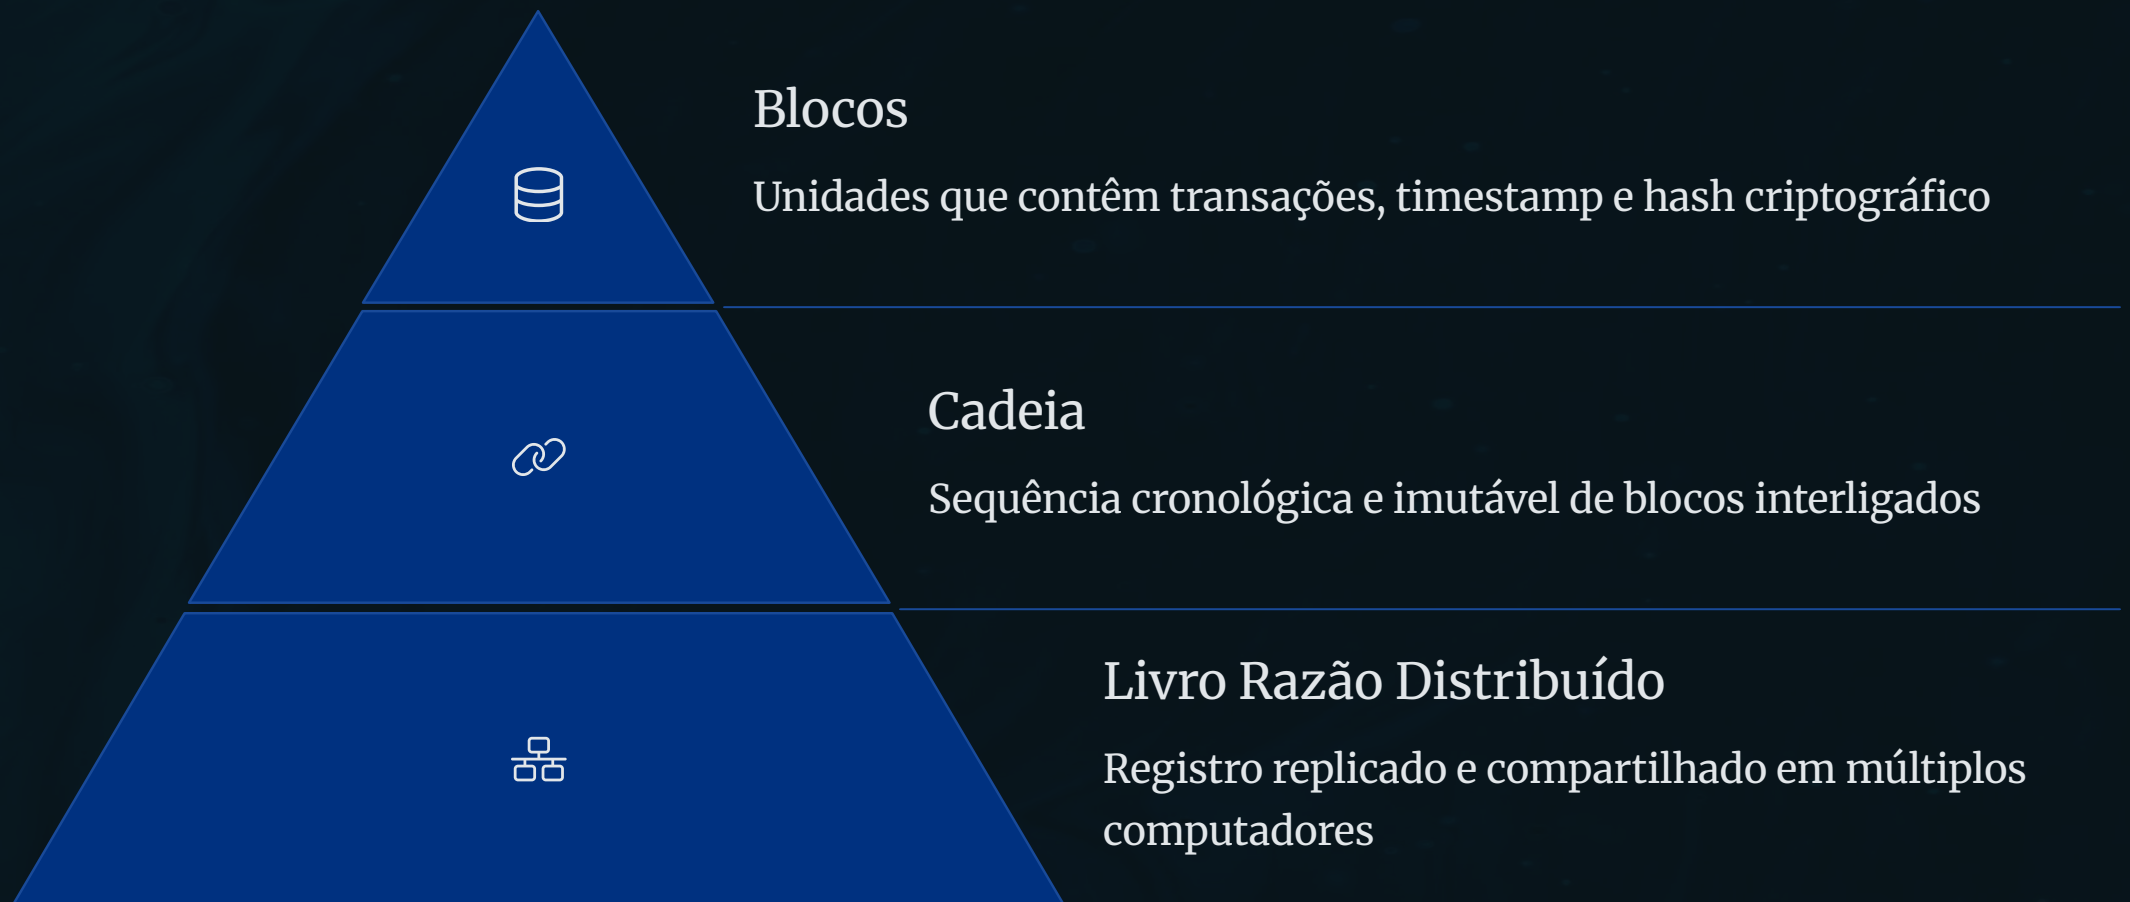 Blocos
Unidades que contêm transações, timestamp e hash criptográfico
Cadeia
Sequência cronológica e imutável de blocos interligados
Livro Razão Distribuído
Registro replicado e compartilhado em múltiplos
computadores